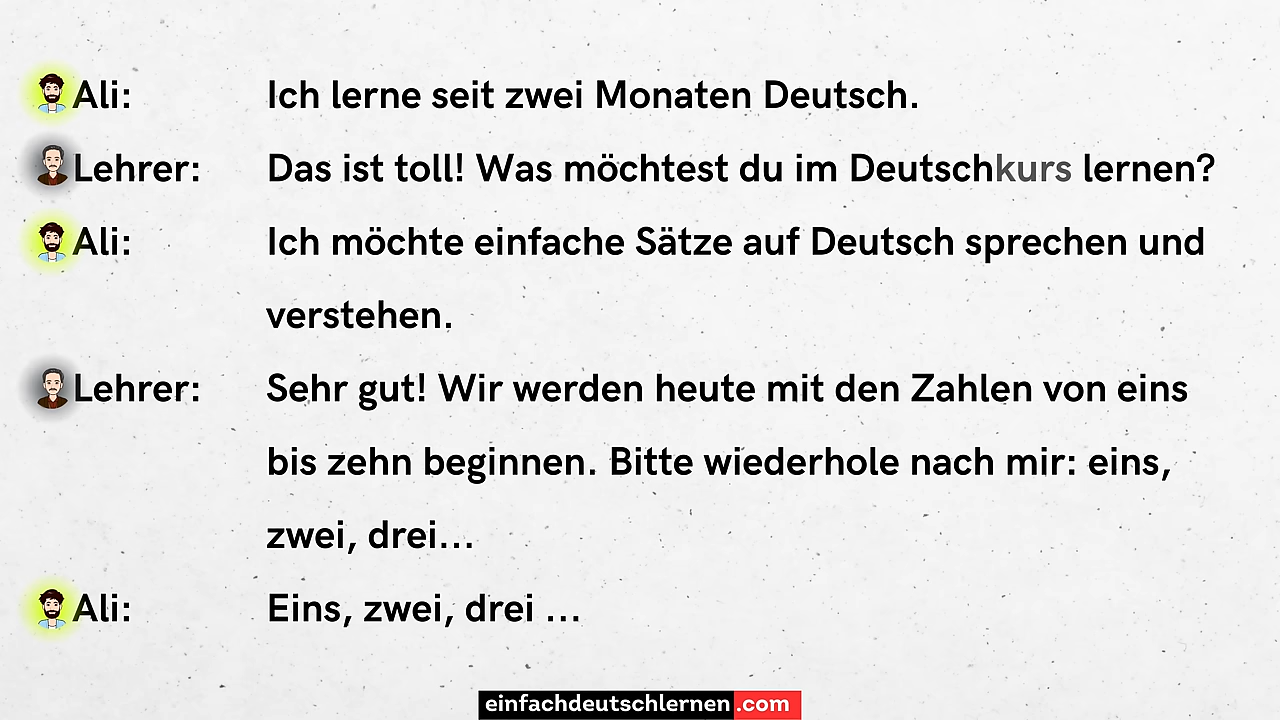 Ali: Ich lerne seit zwei Monaten Deutsch.
Lehrer: Das ist toll! Was möchtest du im Deutschkurs lernen?
Ali: Ich möchte einfache Sätze auf Deutsch sprechen und
verstehen.
Lehrer: Sehr gut! Wir werden heute mit den Zahlen von eins
bis zehn beginnen. Bitte wiederhole nach mir: eins,
zwei, drei...
Ali: Eins, zwei, drei ...
einfachdeutschlernen.com